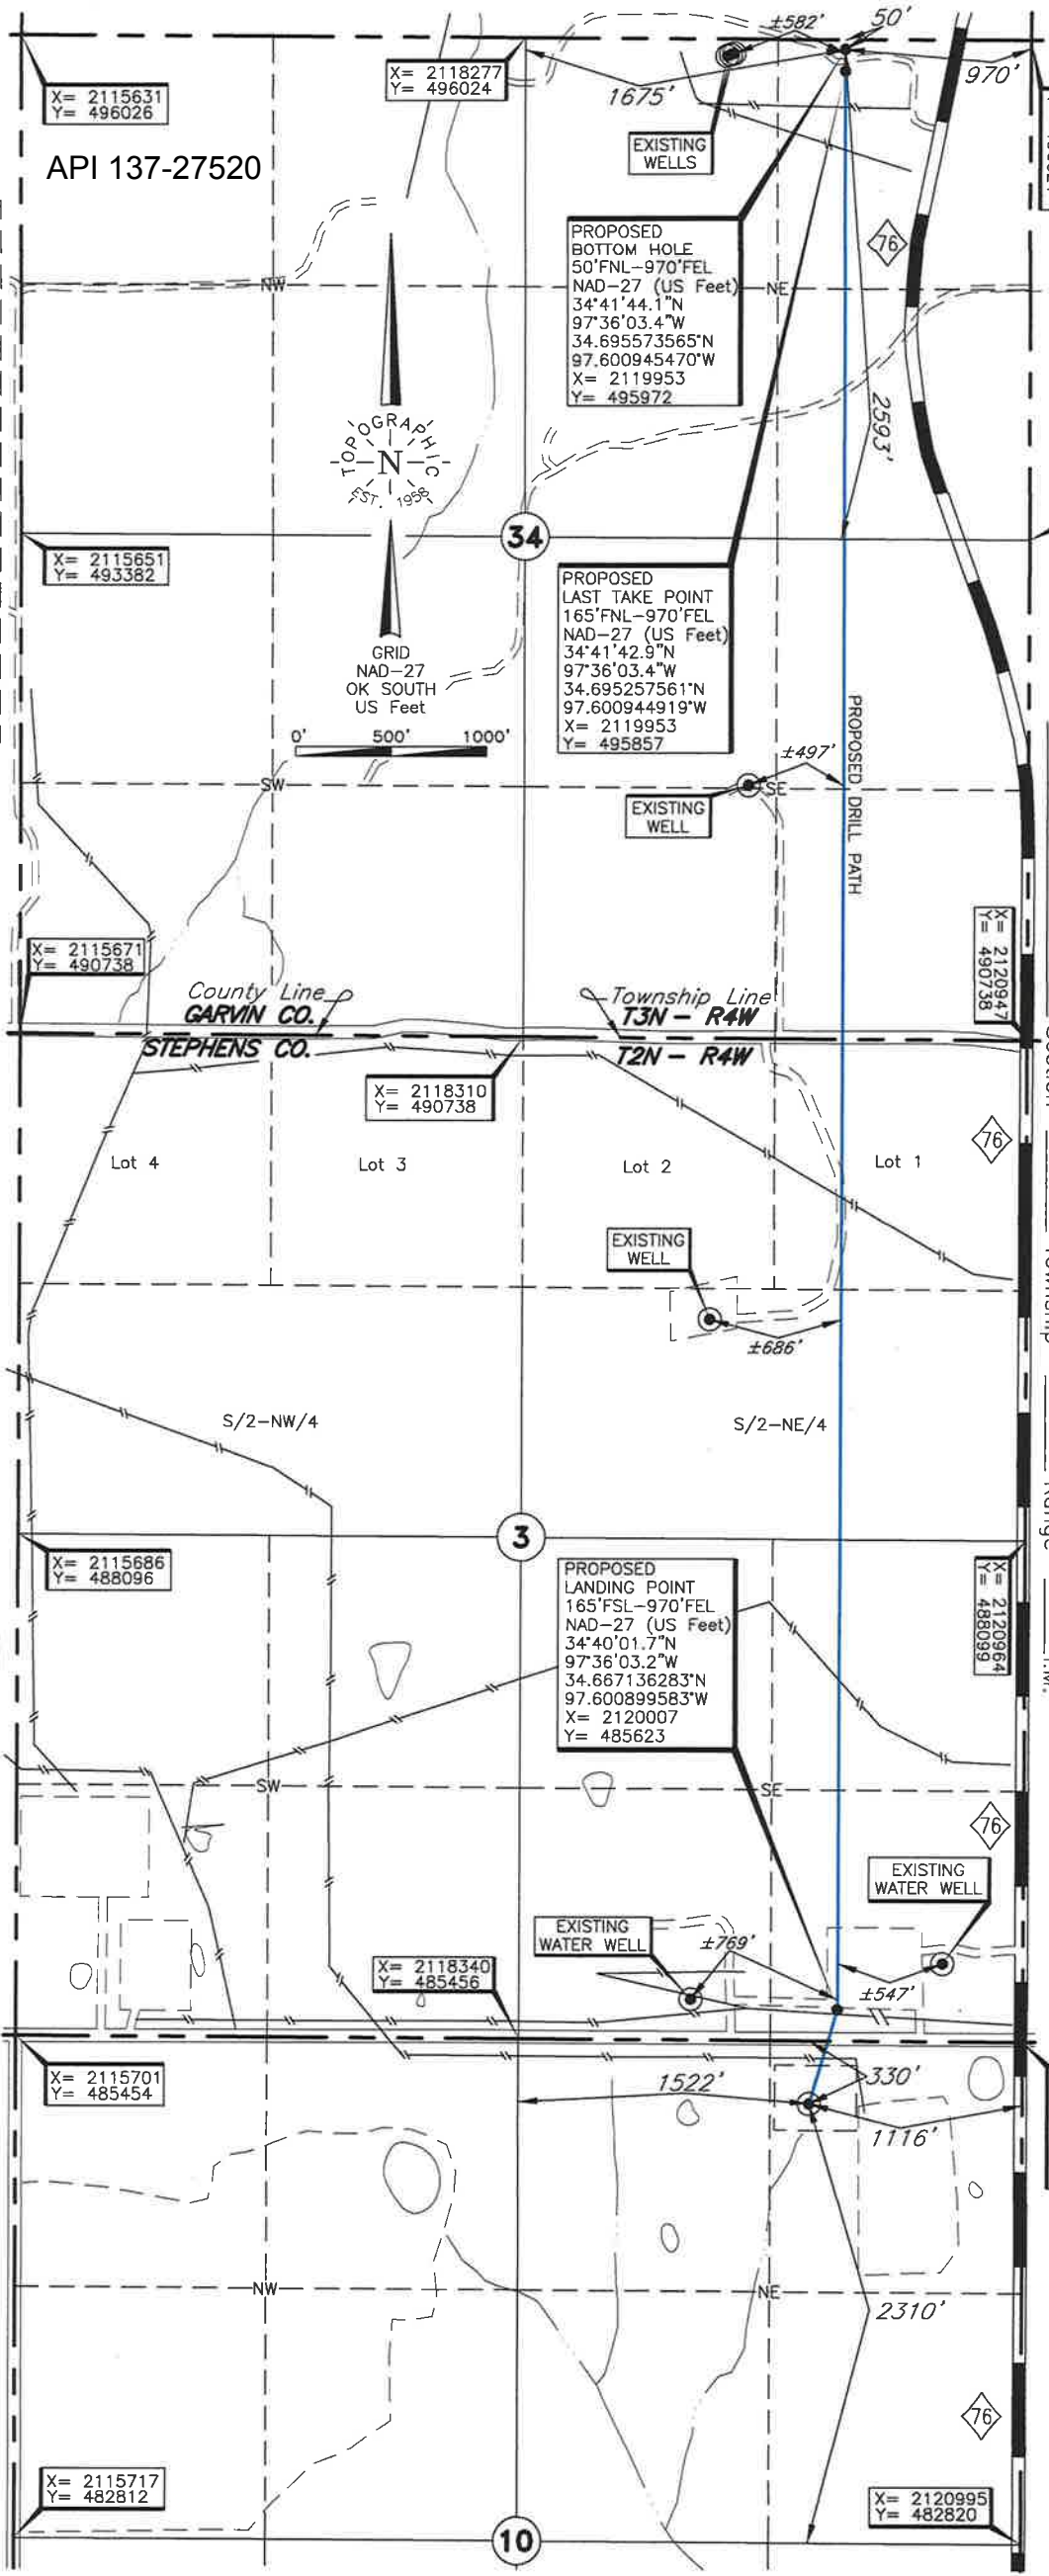 ±582'
50'
X= 2115631
Y= 496026
X= 2118277
Y= 496024
1675'
970'
API 137-27520
EXISTING
WELLS
PROPOSED
BOTTOM HOLE
50'FNL-970'FEL
NAD-27 (US Feet)
34°41'44.1"N
97°36'03.4"W
34.695573565°N
97.600945470°W
X= 2119953
Y= 495972
76
NW
NE
2593'
TOPOGRAPHIC
N
EST. 1958
34
X= 2115651
Y= 493382
GRID
NAD-27
OK SOUTH
US Feet
0' 500' 1000'
PROPOSED
LAST TAKE POINT
165'FNL-970'FEL
NAD-27 (US Feet)
34°41'42.9"N
97°36'03.4"W
34.695257561°N
97.600944919°W
X= 2119953
Y= 495857
PROPOSED DRILL PATH
±497'
SW
SE
EXISTING
WELL
X= 2115671
Y= 490738
X= 2120947
Y= 490738
County Line
GARVIN CO.
Township Line
T3N - R4W
STEPHENS CO.
T2N - R4W
X= 2118310
Y= 490738
76
Lot 4
Lot 3
Lot 2
Lot 1
Township
EXISTING
WELL
±686'
S/2-NW/4
S/2-NE/4
Range
3
X= 2115686
Y= 488096
X= 2120964
Y= 488099
PROPOSED
LANDING POINT
165'FSL-970'FEL
NAD-27 (US Feet)
34°40'01.7"N
97°36'03.2"W
34.667136283°N
97.600899583°W
X= 2120007
Y= 485623
SW
SE
76
EXISTING
WATER WELL
EXISTING
WATER WELL
±769'
X= 2118340
Y= 485456
±547'
X= 2115701
Y= 485454
1522'
330'
1116'
NW
NE
2310'
76
X= 2115717
Y= 482812
X= 2120995
Y= 482820
10